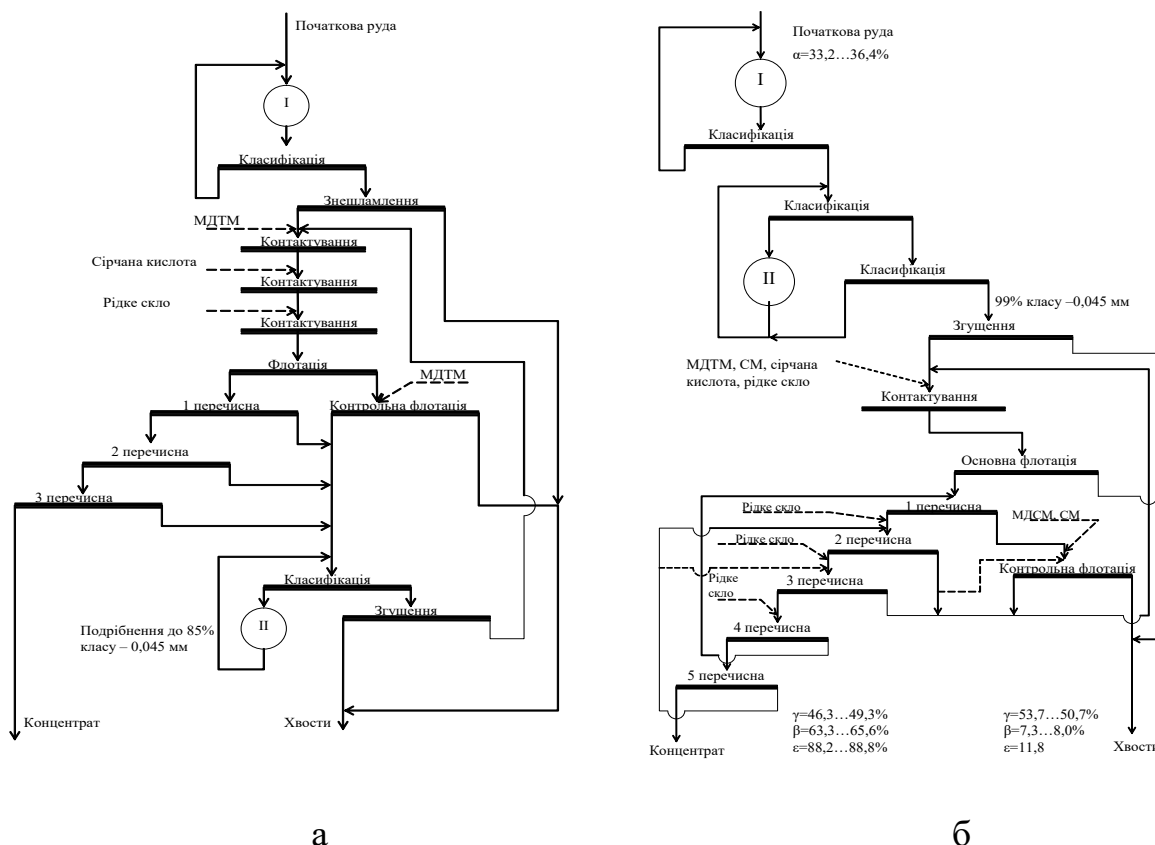 Початкова руда
I
Класифікація
Знешламлення
МДТМ
Контактування
Сірчана кислота
Контактування
Рідке скло
Контактування
Флотація
МДТМ
1 перечисна
Контрольна флотація
2 перечисна
3 перечисна
Класифікація
Згущення
II
Подрібнення до 85%
класу – 0,045 мм
Концентрат
Хвости
а
Початкова руда
α=33,2…36,4%
I
Класифікація
Класифікація
Класифікація
II
99% класу –0,045 мм
Згущення
МДТМ, СМ, сірчана
кислота, рідке скло
Контактування
Основна флотація
Рідке скло
1 перечисна
МДСМ, СМ
Рідке скло
2 перечисна
Контрольна флотація
Рідке
скло
3 перечисна
4 перечисна
5 перечисна
γ=46,3…49,3%
β=63,3…65,6%
ε=88,2…88,8%
γ=53,7…50,7%
β=7,3…8,0%
ε=11,8
Концентрат
Хвости
б